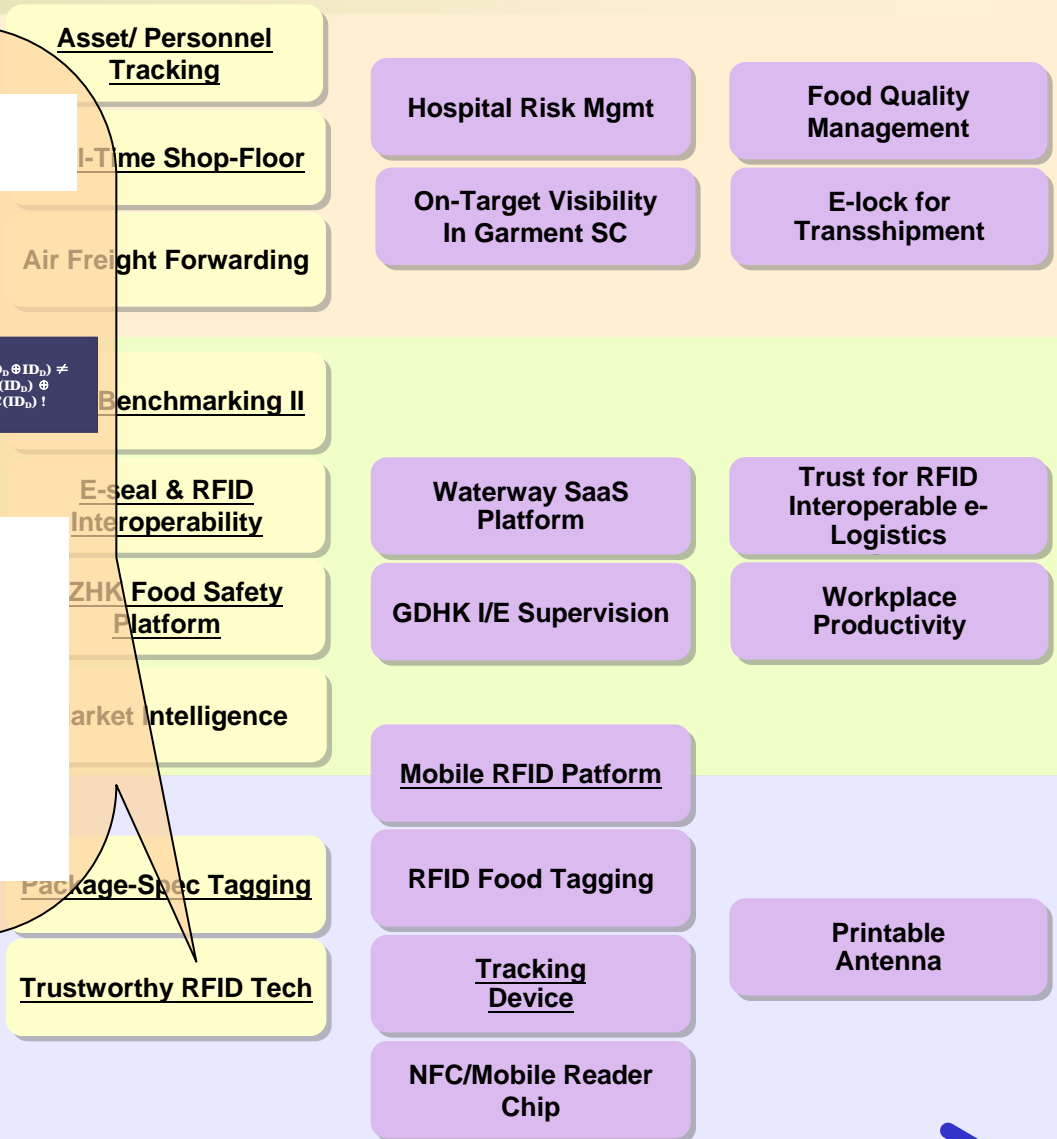 Asset/ Personnel
Tracking
l-Time Shop-Floor
Air Freight Forwarding
Benchmarking II
E-seal & RFID
Interoperability
ZHK Food Safety
Platform
arket Intelligence
Package-Spec Tagging
Trustworthy RFID Tech
Hospital Risk Mgmt
On-Target Visibility
In Garment SC
Waterway SaaS
Platform
GDHK I/E Supervision
Mobile RFID Patform
RFID Food Tagging
Tracking
Device
NFC/Mobile Reader
Chip
Food Quality
Management
E-lock for
Transshipment
Trust for RFID
Interoperable e-
Logistics
Workplace
Productivity
Printable
Antenna
⊕ID_D) ≠
(ID_D) ⊕
(ID_D) !